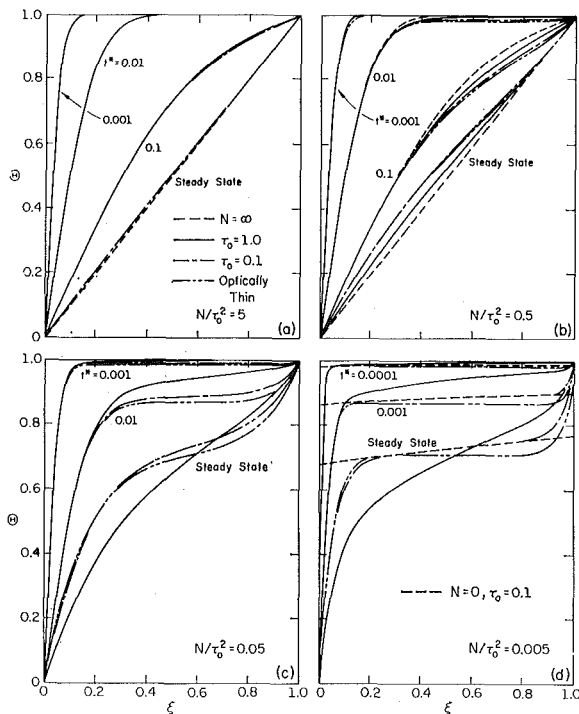 1.0
0.8
0.6
0.4
0.2
0
Θ
t*=0.01
0.001
0.1
Steady State
N=∞
τ₀=1.0
τ₀=0.1
Optically
Thin
N/τ₀²=5
(a)
0.01
t*=0.001
0.1
Steady State
N/τ₀²=0.5
(b)
1.0
0.8
0.6
0.4
0.2
0
Θ
t*=0.001
0.01
Steady State
N/τ₀²=0.05
(c)
0
0.2
0.4
0.6
0.8
1.0
ξ
t*=0.0001
0.001
Steady State
N=0, τ₀=0.1
N/τ₀²=0.005
(d)
0.2
0.4
0.6
0.8
1.0
ξ